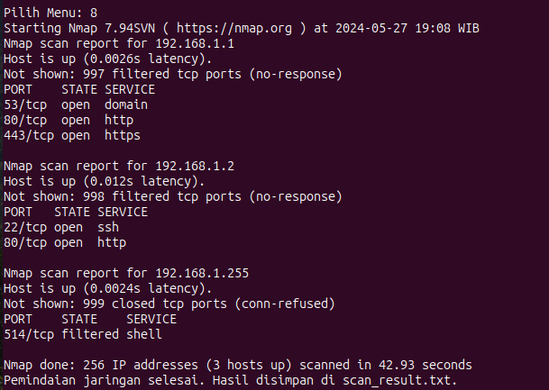 Pilih Menu: 8
Starting Nmap 7.94SVN ( https://nmap.org ) at 2024-05-27 19:08 WIB
Nmap scan report for 192.168.1.1
Host is up (0.0026s latency).
Not shown: 997 filtered tcp ports (no-response)
PORT    STATE SERVICE
53/tcp  open  domain
80/tcp  open  http
443/tcp open  https

Nmap scan report for 192.168.1.2
Host is up (0.012s latency).
Not shown: 998 filtered tcp ports (no-response)
PORT   STATE SERVICE
22/tcp open  ssh
80/tcp open  http

Nmap scan report for 192.168.1.255
Host is up (0.0024s latency).
Not shown: 999 closed tcp ports (conn-refused)
PORT    STATE    SERVICE
514/tcp filtered shell

Nmap done: 256 IP addresses (3 hosts up) scanned in 42.93 seconds
Pemindaian jaringan selesai. Hasil disimpan di scan_result.txt.